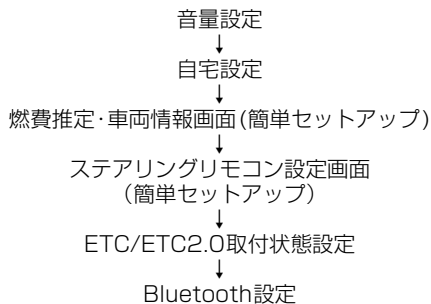 音量設定
自宅設定
燃費推定・車両情報画面(簡単セットアップ)
ステアリングリモコン設定画面
（簡単セットアップ）
ETC/ETC2.0取付状態設定
Bluetooth設定